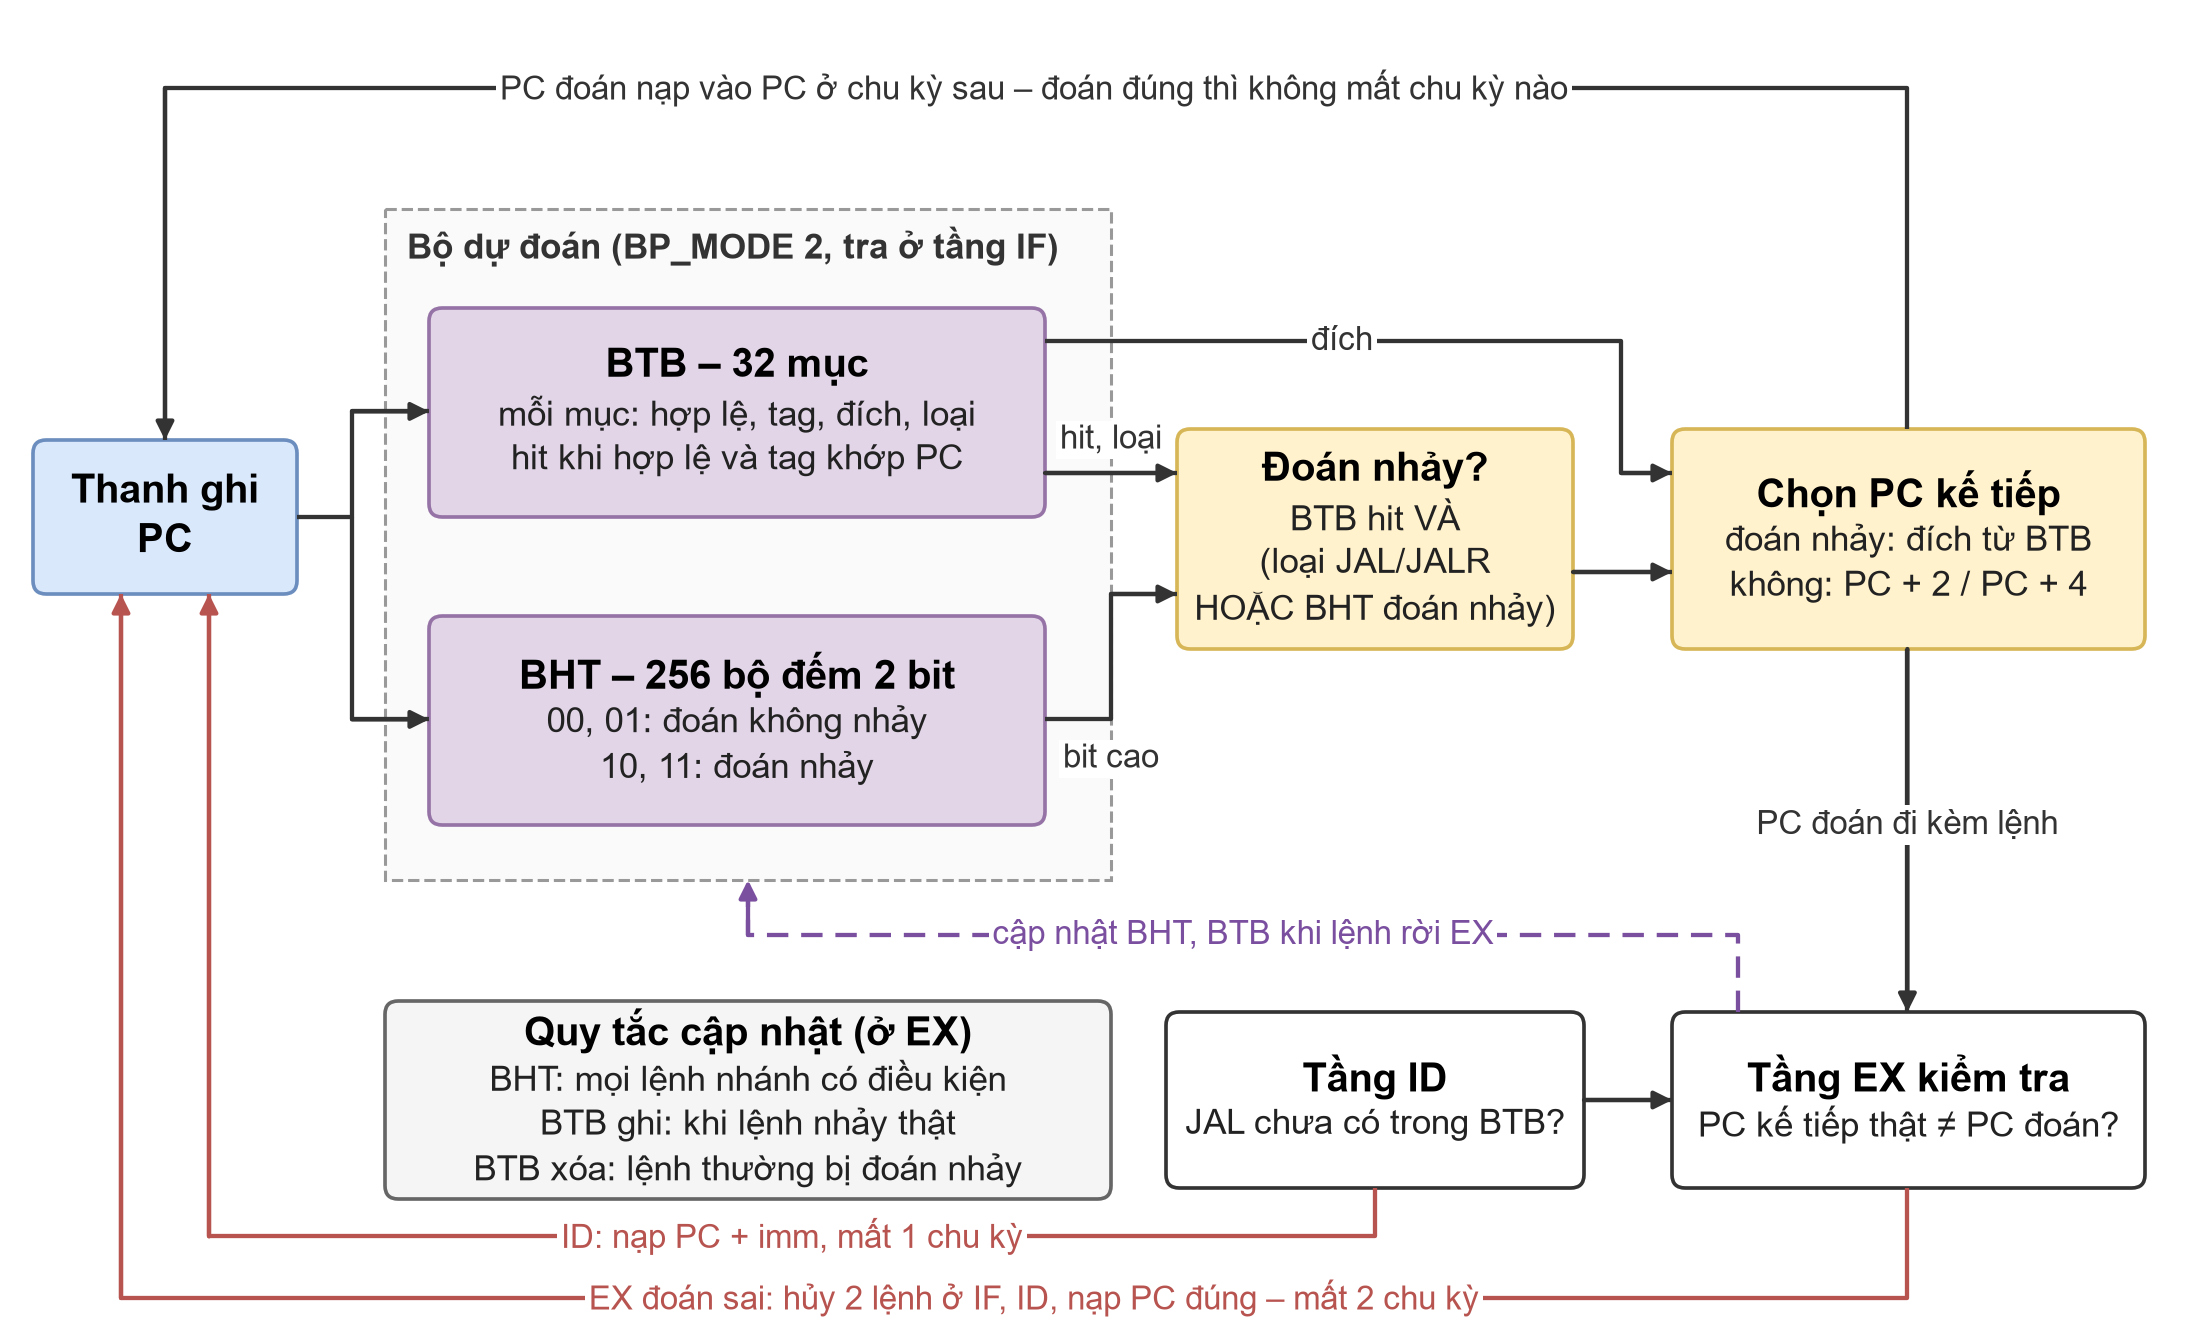 PC đoán nạp vào PC ở chu kỳ sau – đoán đúng thì không mất chu kỳ nào
Bộ dự đoán (BP_MODE 2, tra ở tầng IF)
BTB – 32 mục
mỗi mục: hợp lệ, tag, đích, loại
hit khi hợp lệ và tag khớp PC
đích
hit, loại
Thanh ghi
PC
Đoán nhảy?
BTB hit VÀ
(loại JAL/JALR
HOẶC BHT đoán nhảy)
Chọn PC kế tiếp
đoán nhảy: đích từ BTB
không: PC + 2 / PC + 4
BHT – 256 bộ đếm 2 bit
00, 01: đoán không nhảy
10, 11: đoán nhảy
bit cao
PC đoán đi kèm lệnh
cập nhật BHT, BTB khi lệnh rời EX
Quy tắc cập nhật (ở EX)
BHT: mọi lệnh nhánh có điều kiện
BTB ghi: khi lệnh nhảy thật
BTB xóa: lệnh thường bị đoán nhảy
Tầng ID
JAL chưa có trong BTB?
Tầng EX kiểm tra
PC kế tiếp thật ≠ PC đoán?
ID: nạp PC + imm, mất 1 chu kỳ
EX đoán sai: hủy 2 lệnh ở IF, ID, nạp PC đúng – mất 2 chu kỳ